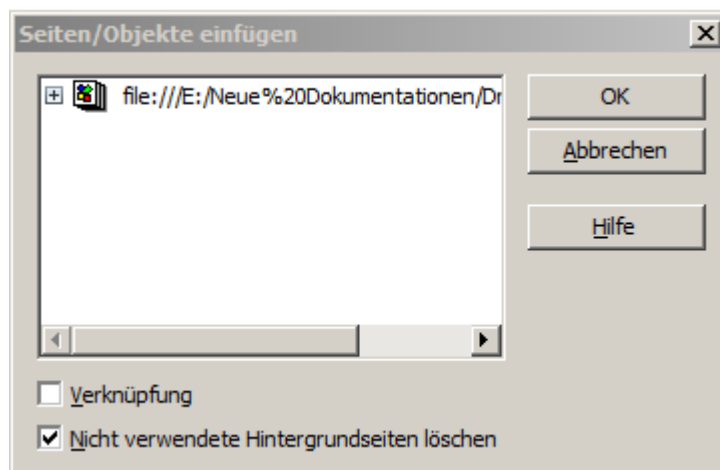 Seiten/Objekte einfügen
file:///E:/Neue%20Dokumentationen/Dr
OK
Abbrechen
Hilfe
Verknüpfung
Nicht verwendete Hintergrundseiten löschen